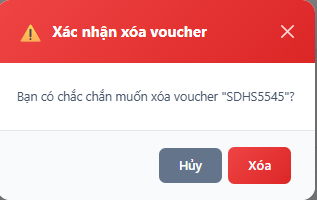 Xác nhận xóa voucher
Bạn có chắc chắn muốn xóa voucher "SDHS5545"?
Hủy
Xóa